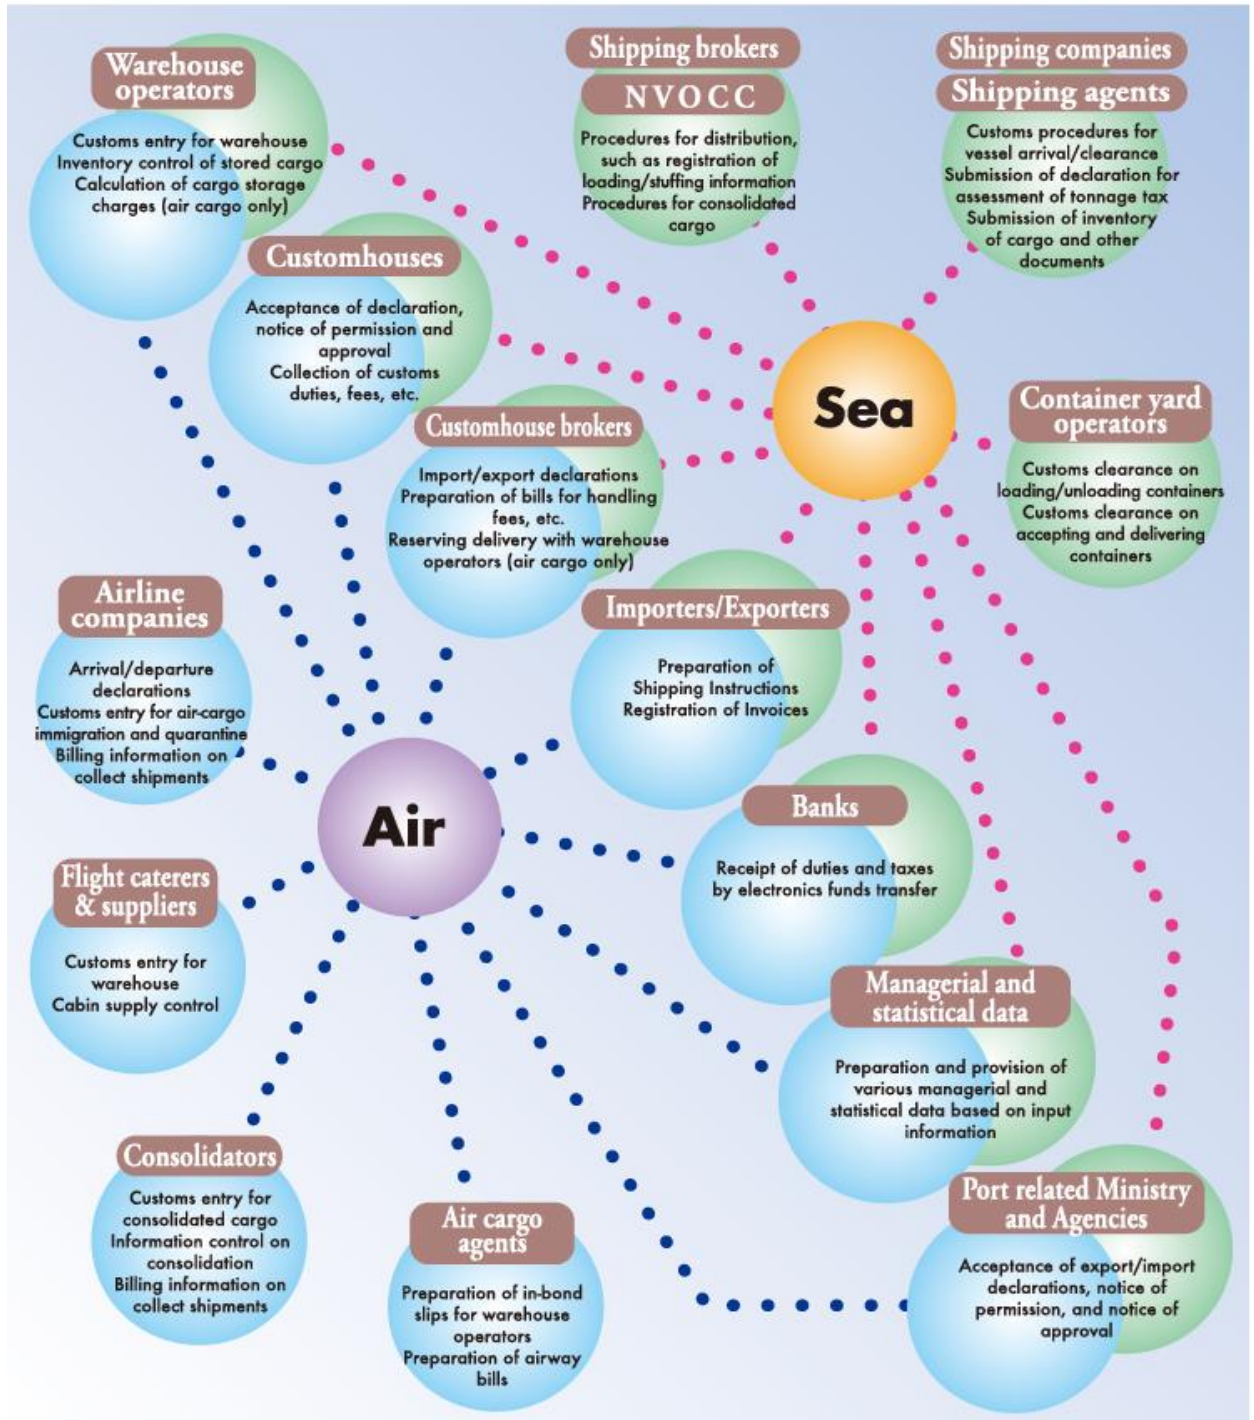 Warehouse
operators
Customs entry for warehouse
Inventory control of stored cargo
Calculation of cargo storage
charges (air cargo only)
Shipping brokers
NVOCC
Procedures for distribution,
such as registration of
loading/stuffing information
Procedures for consolidated
cargo
Shipping companies
Shipping agents
Customs procedures for
vessel arrival/clearance
Submission of declaration for
assessment of tonnage tax
Submission of inventory
of cargo and other
documents
Customhouses
Acceptance of declaration,
notice of permission and
approval
Collection of customs
duties, fees, etc.
Sea
Customhouse brokers
Import/export declarations
Preparation of bills for handling
fees, etc.
Reserving delivery with warehouse
operators (air cargo only)
Container yard
operators
Customs clearance on
loading/unloading containers
Customs clearance on
accepting and delivering
containers
Airline
companies
Arrival/departure
declarations
Customs entry for air-cargo
immigration and quarantine
Billing information on
collect shipments
Importers/Exporters
Preparation of
Shipping Instructions
Registration of Invoices
Air
Banks
Receipt of duties and taxes
by electronics funds transfer
Flight caterers
& suppliers
Customs entry for
warehouse
Cabin supply control
Managerial and
statistical data
Preparation and provision of
various managerial and
statistical data based on input
information
Consolidators
Customs entry for
consolidated cargo
Information control on
consolidation
Billing information on
collect shipments
Air cargo
agents
Preparation of in-bond
slips for warehouse
operators
Preparation of airway
bills
Port related Ministry
and Agencies
Acceptance of export/import
declarations, notice of
permission, and notice of
approval